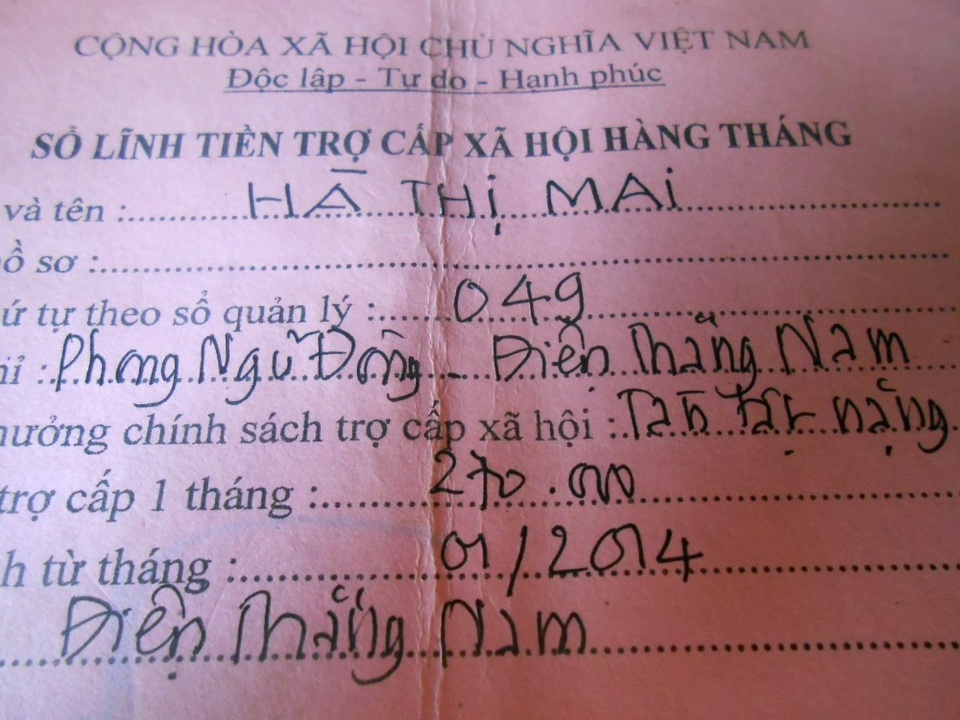 CỘNG HÒA XÃ HỘI CHỦ NGHĨA VIỆT NAM
Độc lập - Tự do - Hạnh phúc
SỔ LĨNH TIỀN TRỢ CẤP XÃ HỘI HÀNG THÁNG
và tên : HÀ THỊ MAI
ồ sơ :
ứ tự theo sổ quản lý : 049
ỉ : Phong Ngũ Đông - Điện Thắng Nam
hưởng chính sách trợ cấp xã hội : Tàn tật nặng
trợ cấp 1 tháng : 270.000
h từ tháng : 01/2014
Điện Thắng Nam